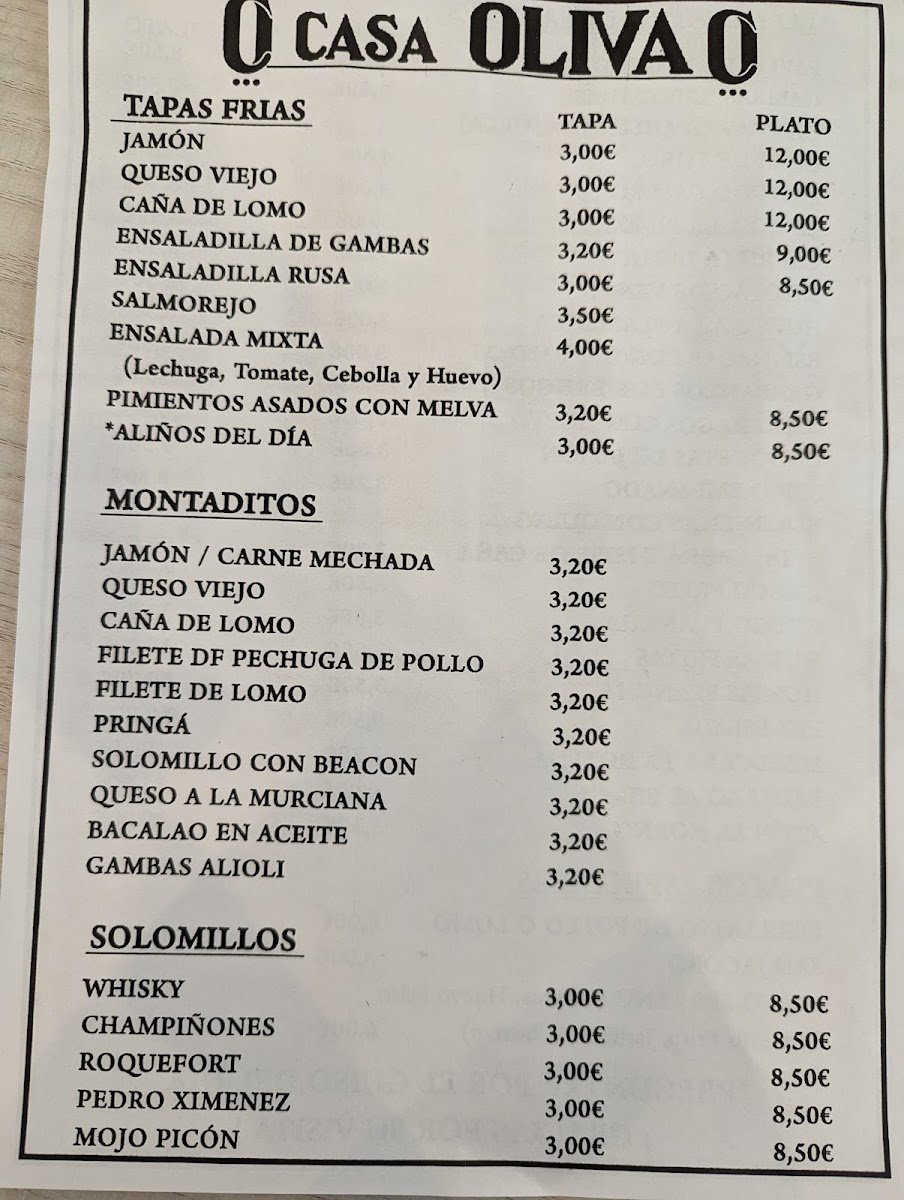 CASA OLIVA
TAPAS FRIAS TAPA PLATO
JAMÓN 3,00€ 12,00€
QUESO VIEJO 3,00€ 12,00€
CAÑA DE LOMO 3,00€ 12,00€
ENSALADILLA DE GAMBAS 3,20€ 9,00€
ENSALADILLA RUSA 3,00€ 8,50€
SALMOREJO 3,50€
ENSALADA MIXTA 4,00€
(Lechuga, Tomate, Cebolla y Huevo)
PIMIENTOS ASADOS CON MELVA 3,20€ 8,50€
*ALIÑOS DEL DÍA 3,00€ 8,50€
MONTADITOS
JAMÓN / CARNE MECHADA 3,20€
QUESO VIEJO 3,20€
CAÑA DE LOMO 3,20€
FILETE DF PECHUGA DE POLLO 3,20€
FILETE DE LOMO 3,20€
PRINGÁ 3,20€
SOLOMILLO CON BEACON 3,20€
QUESO A LA MURCIANA 3,20€
BACALAO EN ACEITE 3,20€
GAMBAS ALIOLI 3,20€
SOLOMILLOS
WHISKY 3,00€ 8,50€
CHAMPIÑONES 3,00€ 8,50€
ROQUEFORT 3,00€ 8,50€
PEDRO XIMENEZ 3,00€ 8,50€
MOJO PICÓN 3,00€ 8,50€